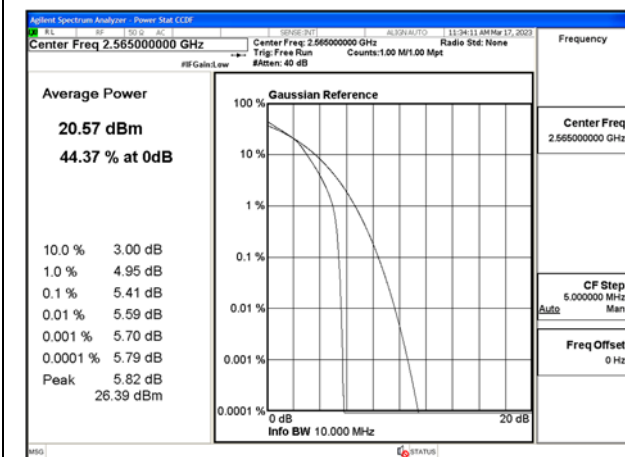 Agilent Spectrum Analyzer - Power Stat CCDF
RL RF 50 Ω AC SENSE:INT ALIGN AUTO 11:34:11 AM Mar 17, 2023
Center Freq 2.565000000 GHz
Center Freq: 2.565000000 GHz Radio Std: None
Trig: Free Run Counts:1.00 M/1.00 Mpt
#IFGain:Low #Atten: 40 dB
Frequency
Average Power
20.57 dBm
44.37 % at 0dB
10.0 % 3.00 dB
1.0 % 4.95 dB
0.1 % 5.41 dB
0.01 % 5.59 dB
0.001 % 5.70 dB
0.0001 % 5.79 dB
Peak 5.82 dB
26.39 dBm
Gaussian Reference
100 %
10 %
1 %
0.1 %
0.01 %
0.001 %
0.0001 %
0 dB 20 dB
Info BW 10.000 MHz
Center Freq
2.565000000 GHz
CF Step
5.000000 MHz
Auto Man
Freq Offset
0 Hz
MSG STATUS